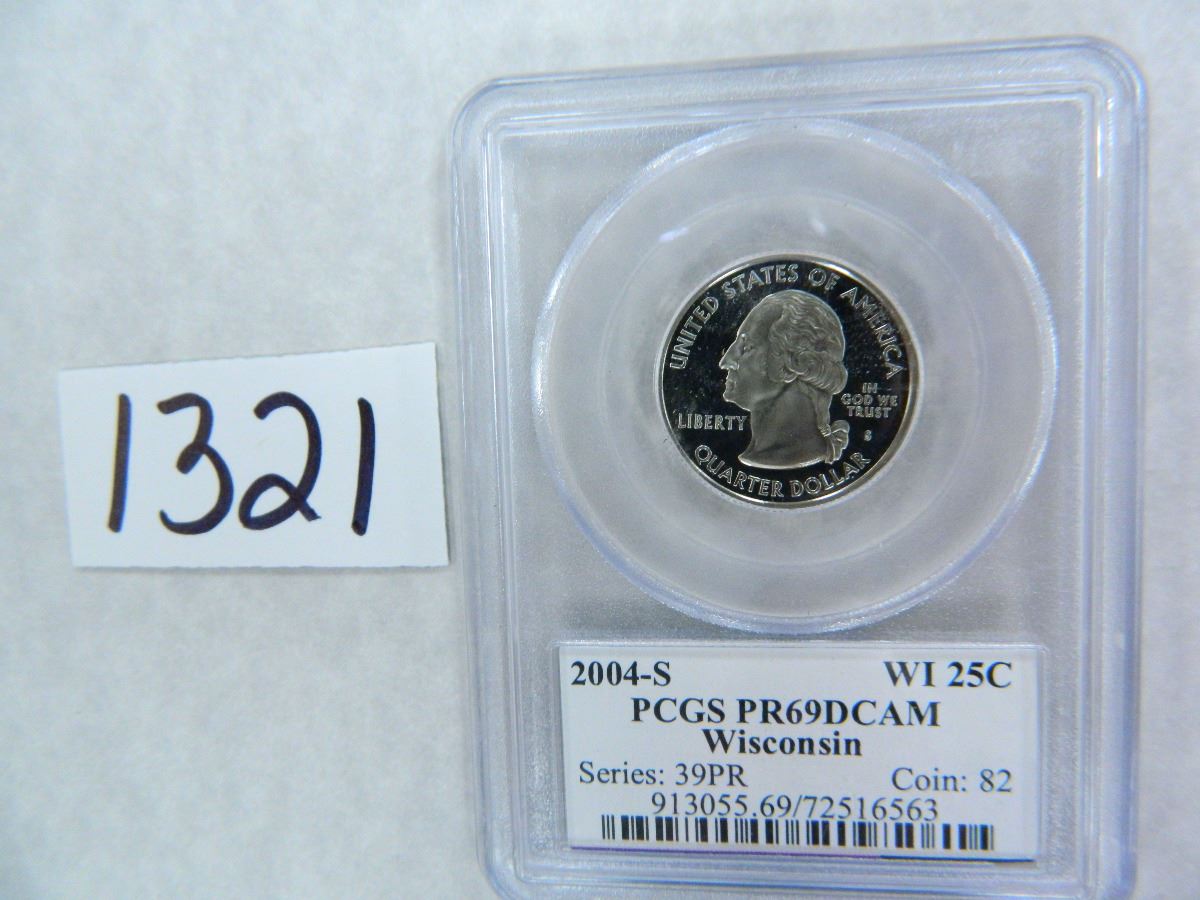 1321
UNITED STATES OF AMERICA
LIBERTY
IN
GOD WE
TRUST
S
QUARTER DOLLAR
2004-S WI 25C
PCGS PR69DCAM
Wisconsin
Series: 39PR Coin: 82
913055.69/72516563